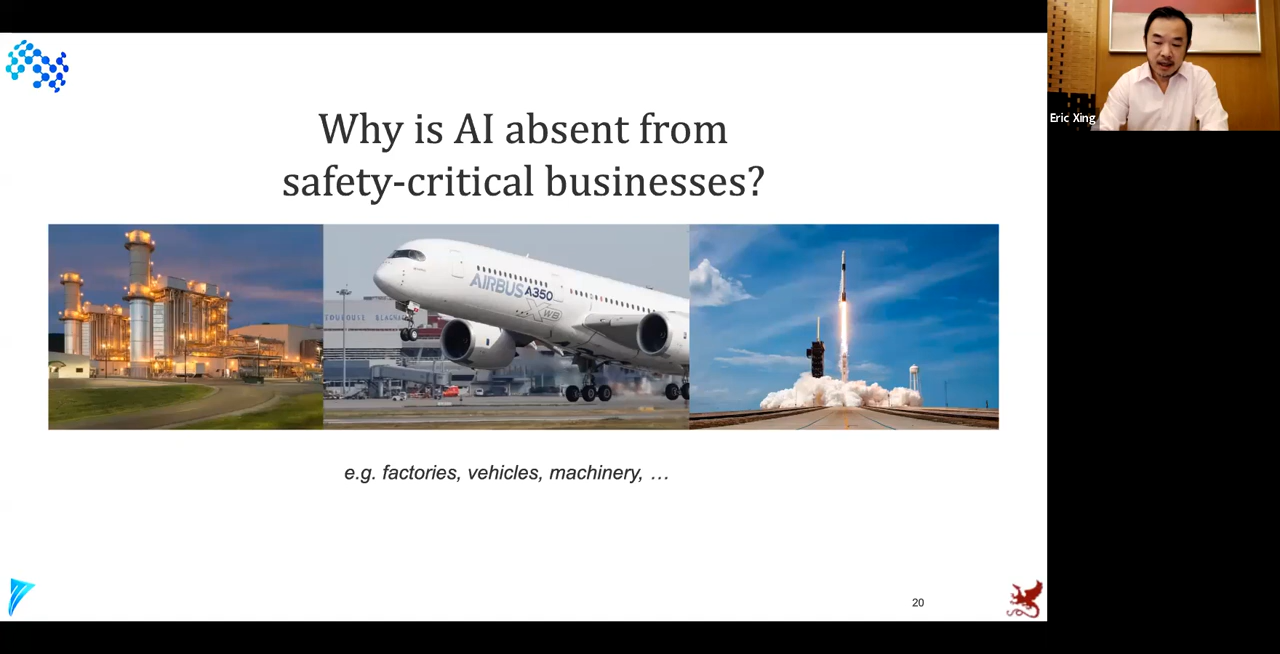 Why is AI absent from
safety-critical businesses?
AIRBUS A350
XWB
TOULOUSE BLAGNAC
e.g. factories, vehicles, machinery, …
20
Eric Xing